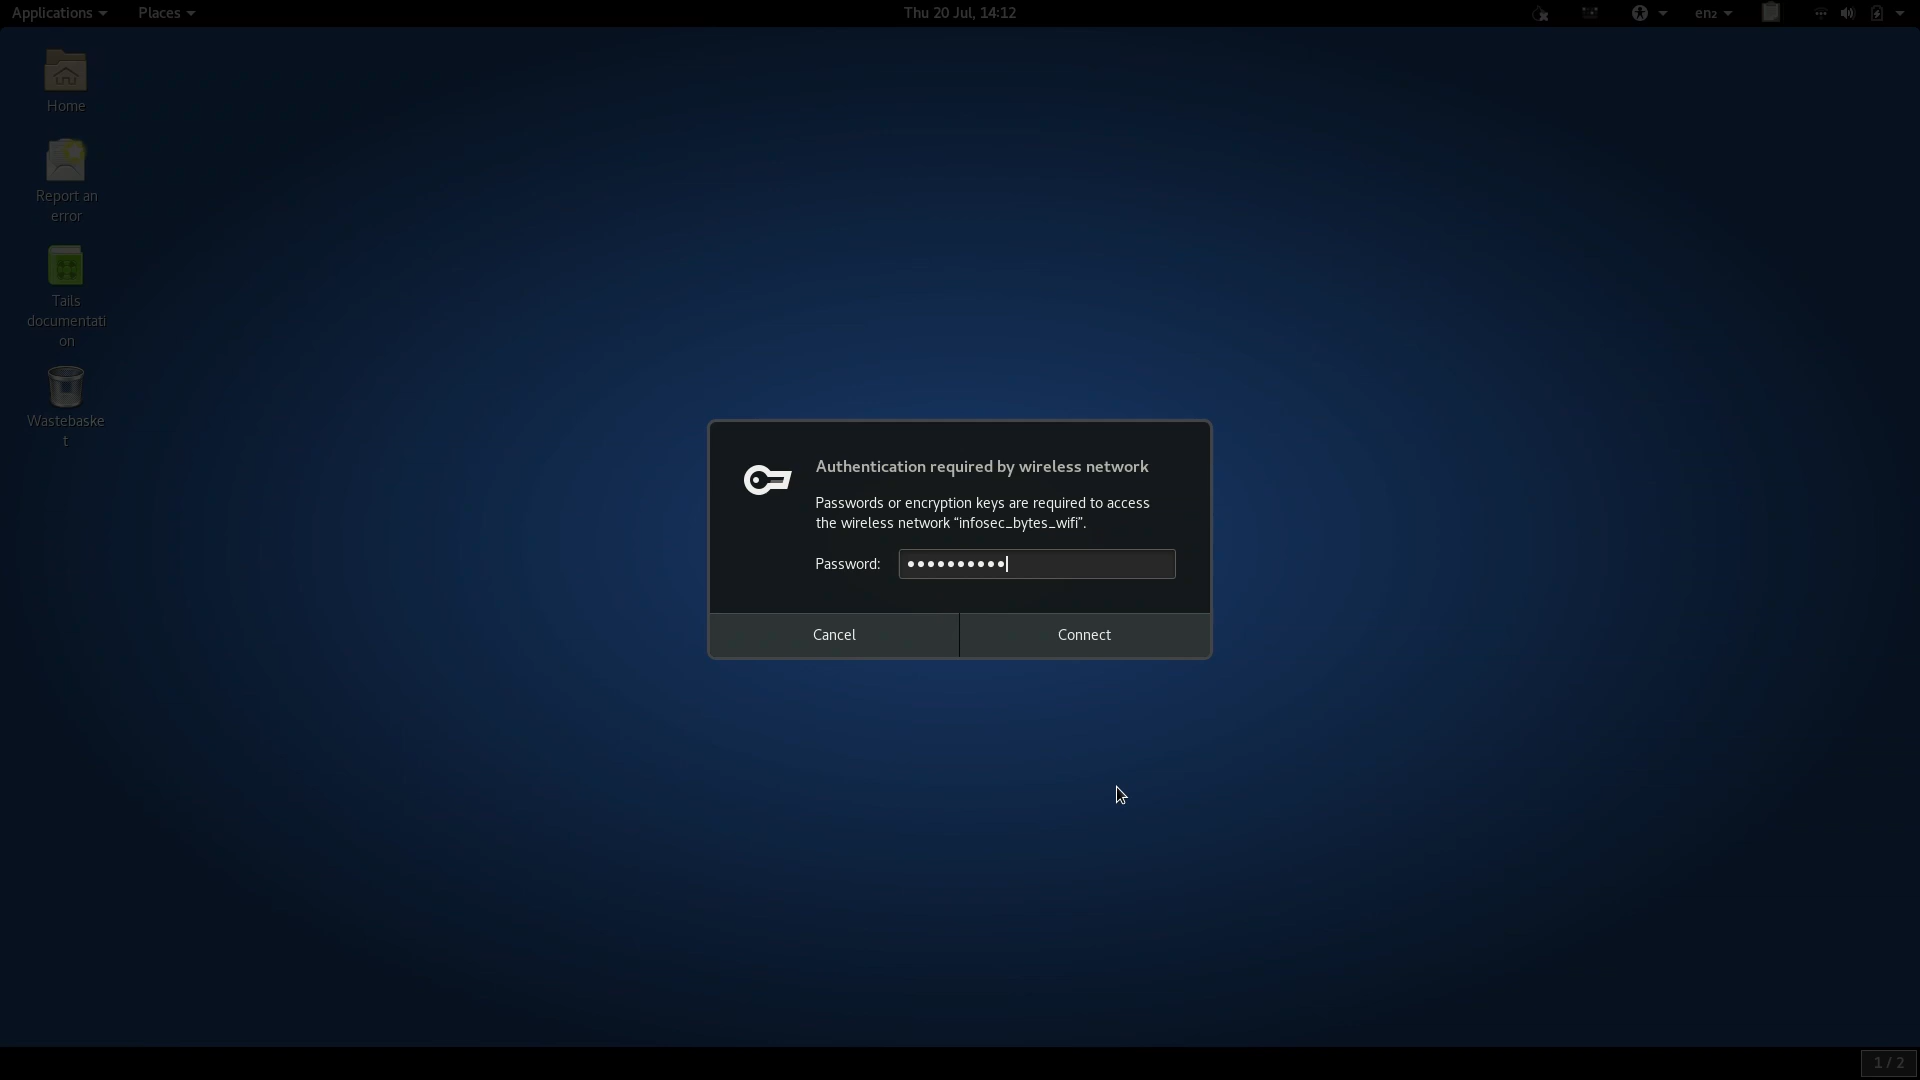 Applications
Places
Thu 20 Jul, 14:12
en₂
Home
Report an
error
Tails
documentati
on
Wastebaske
t
Authentication required by wireless network
Passwords or encryption keys are required to access
the wireless network “infosec_bytes_wifi”.
Password: ●●●●●●●●●●
Cancel
Connect
1 / 2